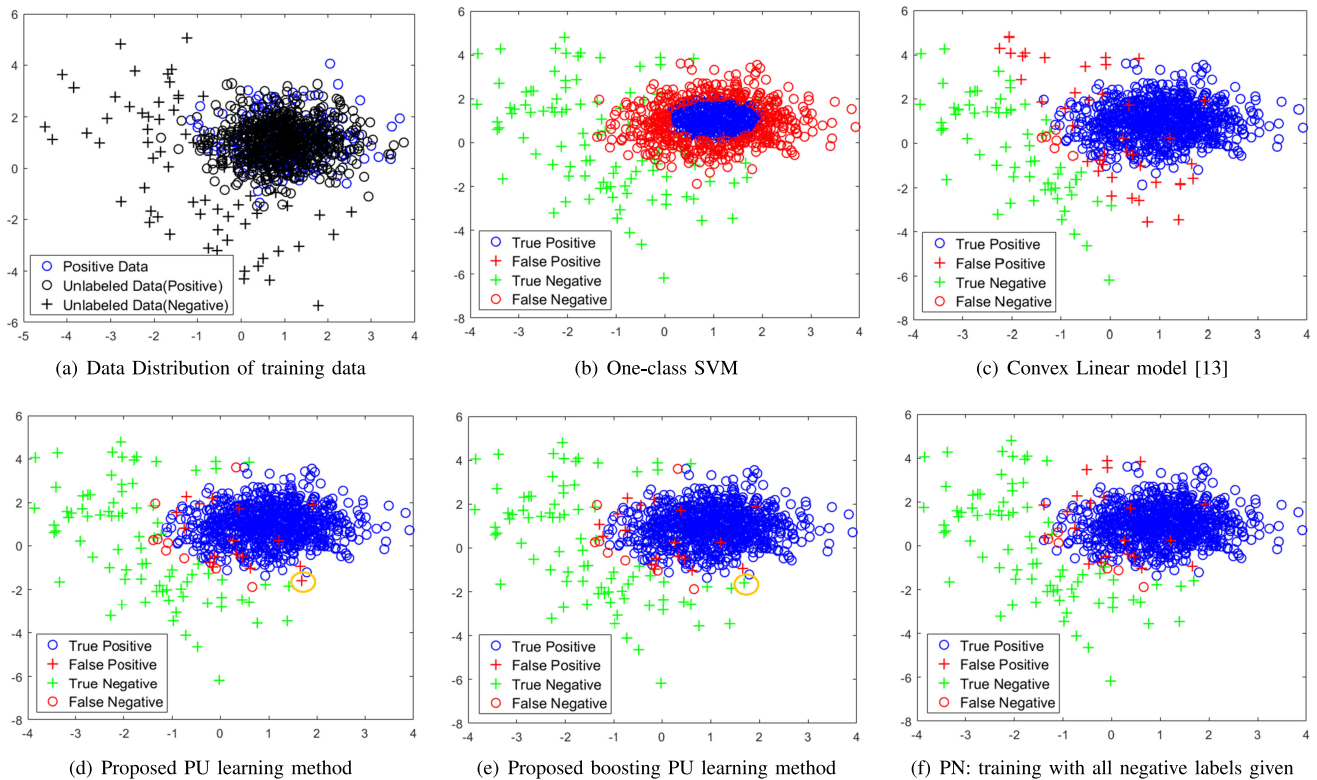 6
4
2
0
-2
-4
-6
-5 -4 -3 -2 -1 0 1 2 3 4
Positive Data
Unlabeled Data(Positive)
Unlabeled Data(Negative)
(a) Data Distribution of training data
6
4
2
0
-2
-4
-6
-8
-4 -3 -2 -1 0 1 2 3 4
True Positive
False Positive
True Negative
False Negative
(b) One-class SVM
6
4
2
0
-2
-4
-6
-8
-4 -3 -2 -1 0 1 2 3 4
True Positive
False Positive
True Negative
False Negative
(c) Convex Linear model [13]
6
4
2
0
-2
-4
-6
-8
-4 -3 -2 -1 0 1 2 3 4
True Positive
False Positive
True Negative
False Negative
(d) Proposed PU learning method
6
4
2
0
-2
-4
-6
-8
-4 -3 -2 -1 0 1 2 3 4
True Positive
False Positive
True Negative
False Negative
(e) Proposed boosting PU learning method
6
4
2
0
-2
-4
-6
-8
-4 -3 -2 -1 0 1 2 3 4
True Positive
False Positive
True Negative
False Negative
(f) PN: training with all negative labels given